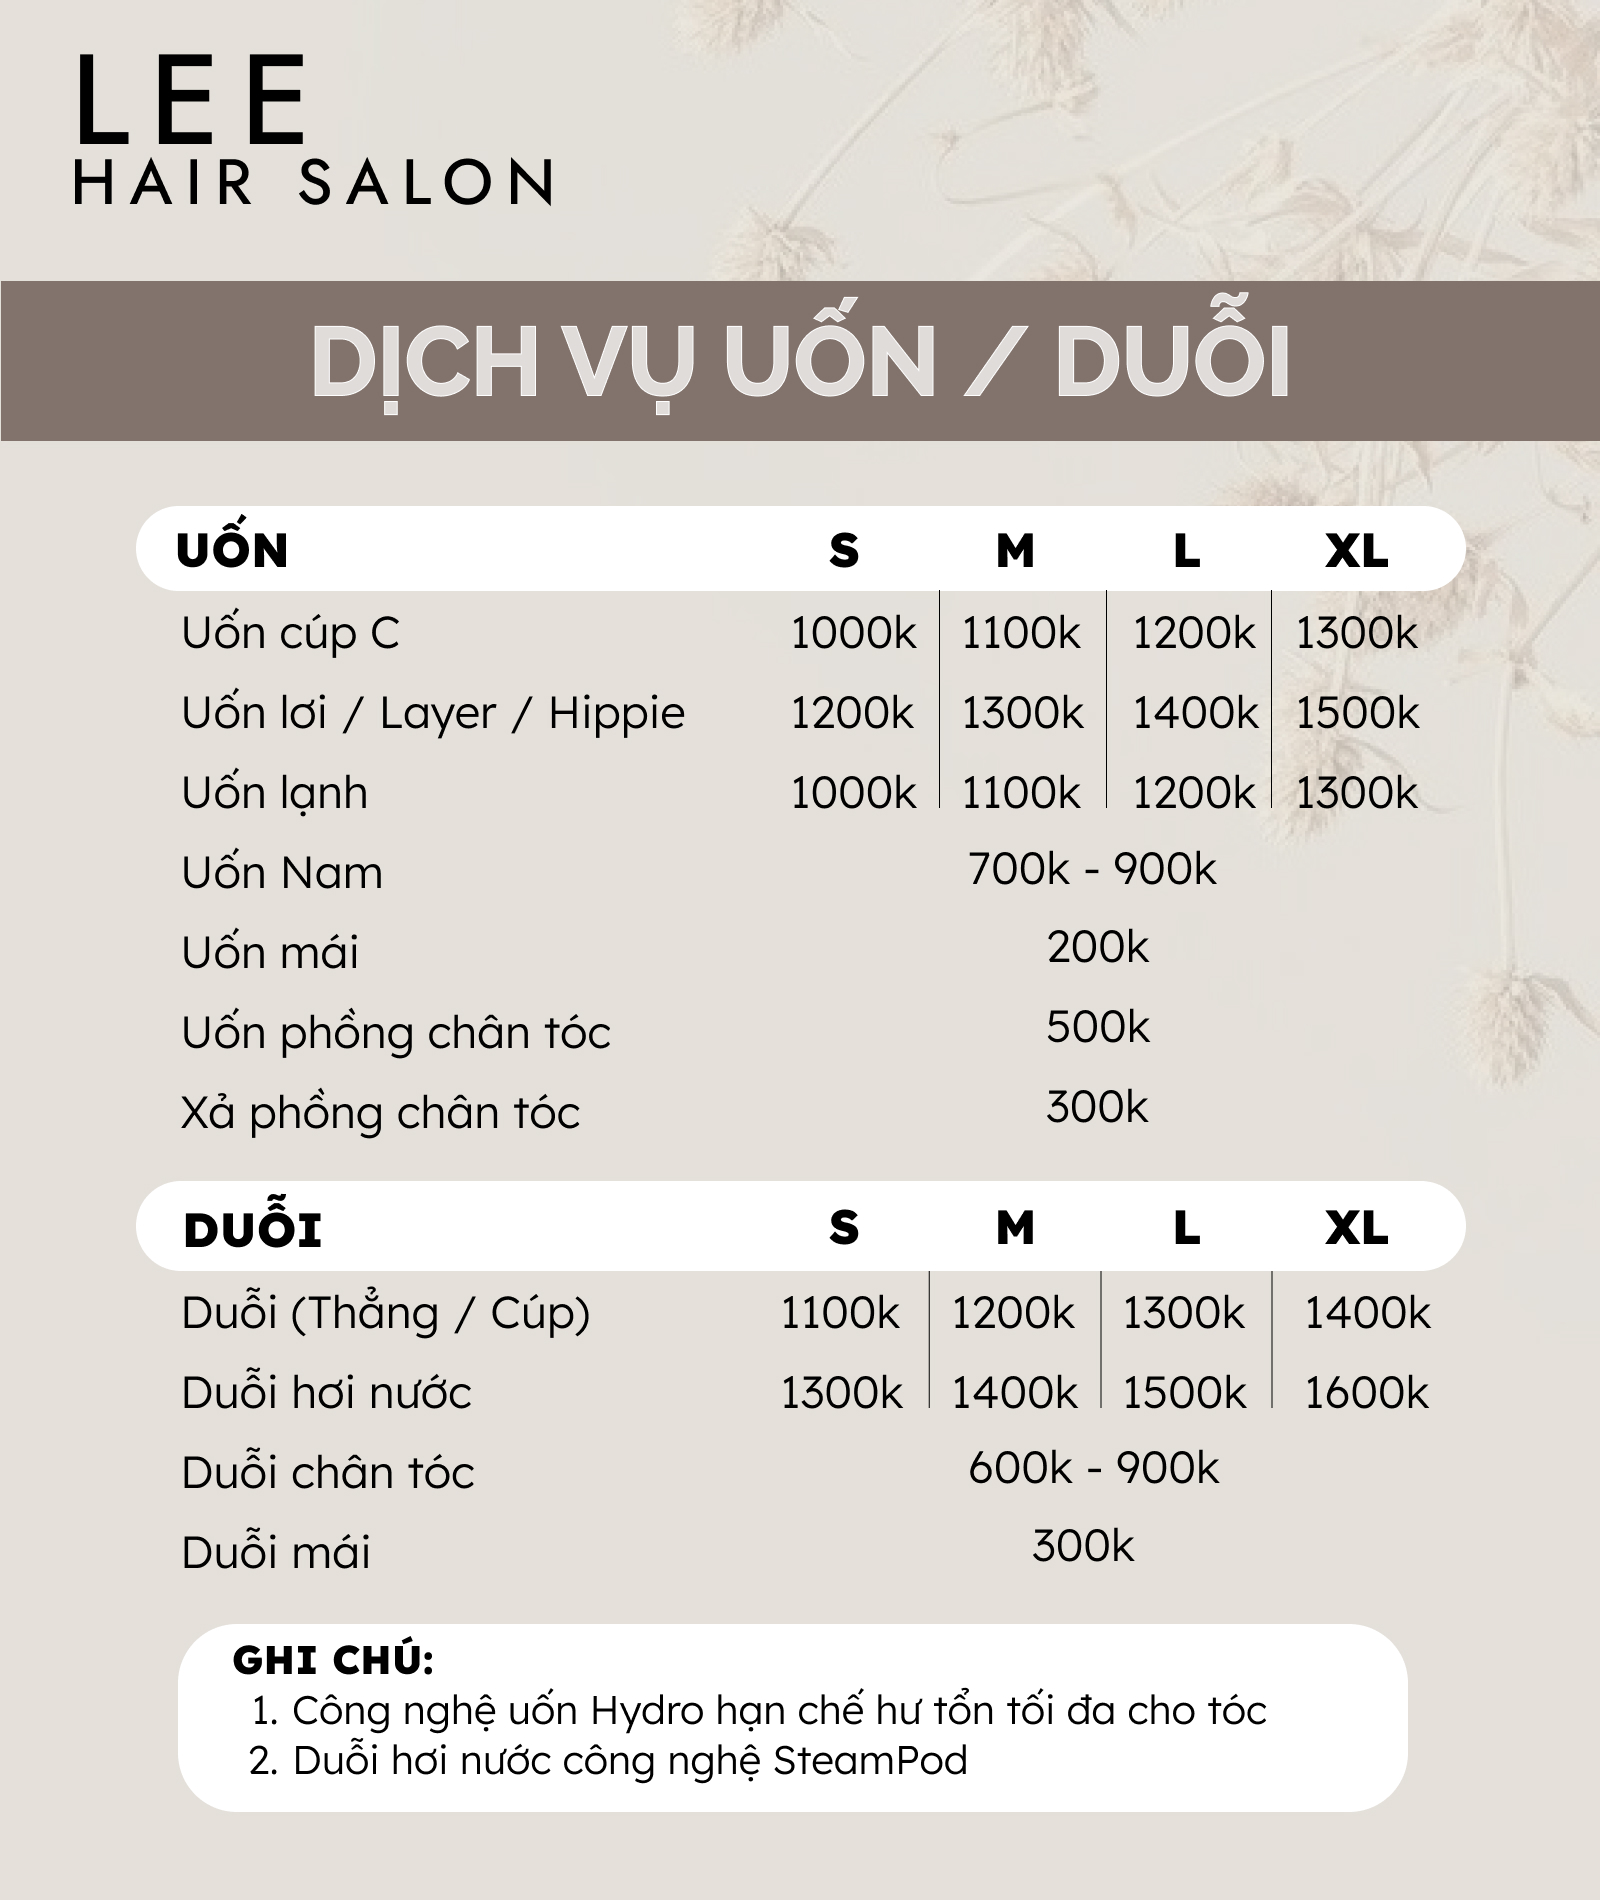 LEE
HAIR SALON
DỊCH VỤ UỐN / DUỖI
UỐN S M L XL
Uốn cúp C 1000k 1100k 1200k 1300k
Uốn lơi / Layer / Hippie 1200k 1300k 1400k 1500k
Uốn lạnh 1000k 1100k 1200k 1300k
Uốn Nam 700k - 900k
Uốn mái 200k
Uốn phồng chân tóc 500k
Xả phồng chân tóc 300k
DUỖI S M L XL
Duỗi (Thẳng / Cúp) 1100k 1200k 1300k 1400k
Duỗi hơi nước 1300k 1400k 1500k 1600k
Duỗi chân tóc 600k - 900k
Duỗi mái 300k
GHI CHÚ:
1. Công nghệ uốn Hydro hạn chế hư tổn tối đa cho tóc
2. Duỗi hơi nước công nghệ SteamPod